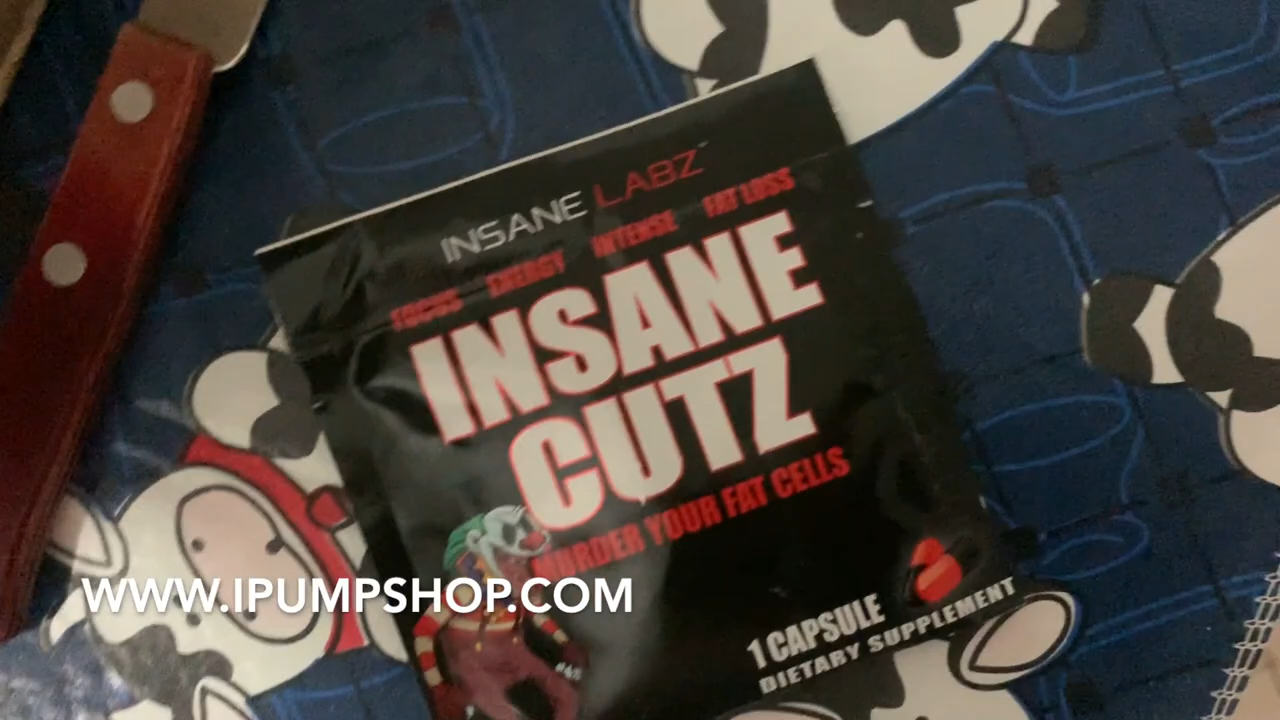 INSANE LABZ™
FOCUS ENERGY INTENSE FAT LOSS
INSANE
CUTZ
MURDER YOUR FAT CELLS
WWW.IPUMPSHOP.COM
1 CAPSULE
DIETARY SUPPLEMENT